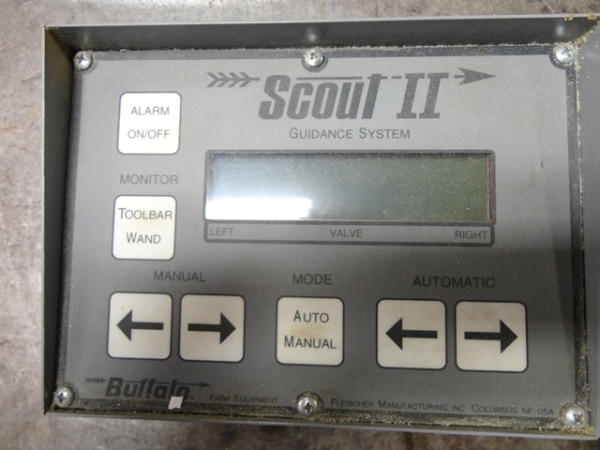 Scout II
GUIDANCE SYSTEM
ALARM
ON/OFF
MONITOR
TOOLBAR
WAND
LEFT VALVE RIGHT
MANUAL MODE AUTOMATIC
AUTO
MANUAL
Buffalo FARM EQUIPMENT FLEISCHER MANUFACTURING, INC. COLUMBUS, NE USA